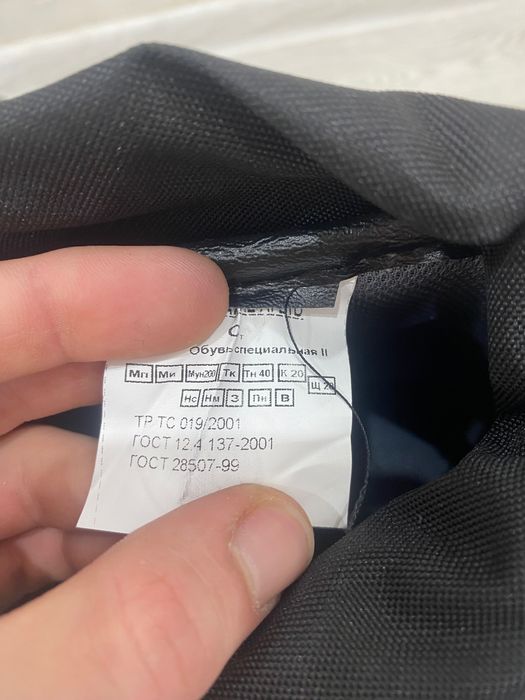 Ст
Обувь специальная II
Мп Ми Мун200 Тк Тн 40 К 20 Щ 20
Нс Нм З Пн В
ТР ТС 019/2001
ГОСТ 12.4.137-2001
ГОСТ 28507-99